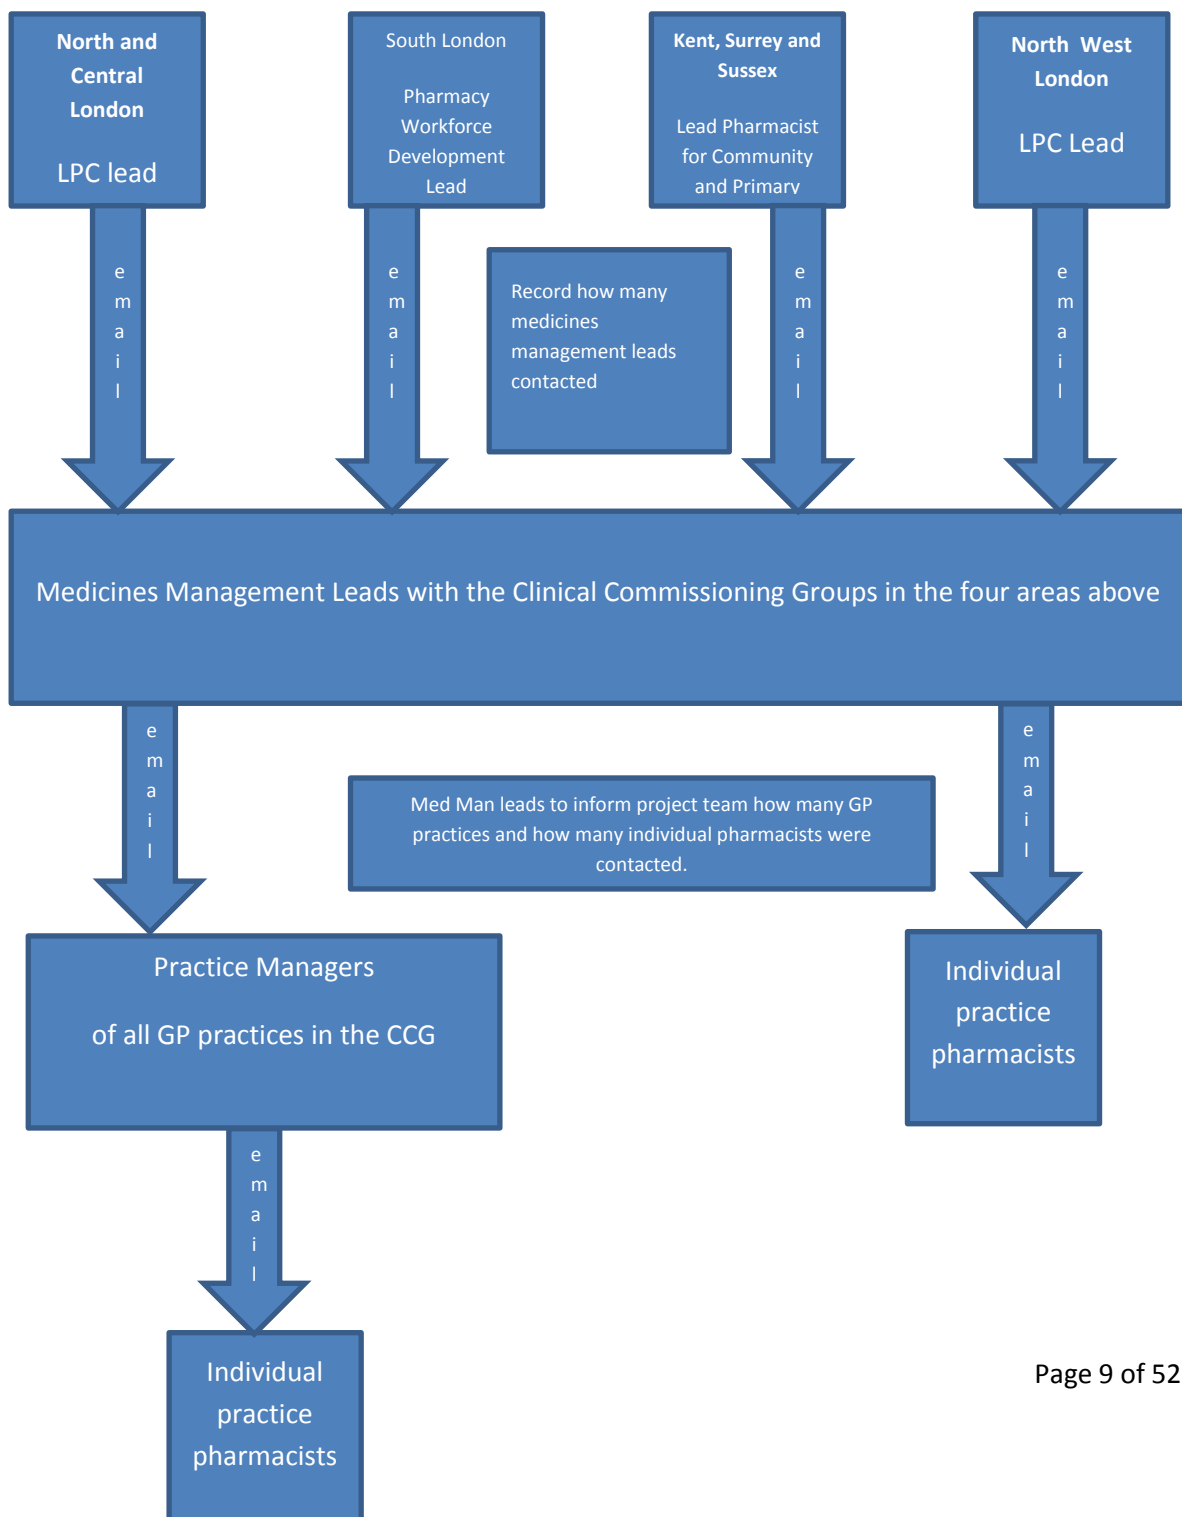 North and
Central
London
LPC lead
South London
Pharmacy
Workforce
Development
Lead
Kent, Surrey and
Sussex
Lead Pharmacist
for Community
and Primary
North  West
London
LPC Lead
e
m
a
i
l
e
m
a
i
l
e
m
a
i
l
e
m
a
i
l
Record how many
medicines
management leads
contacted
Medicines Management Leads with the Clinical Commissioning Groups in the four areas above
e
m
a
i
l
e
m
a
i
l
Med Man leads to inform project team how many GP
practices and how many individual pharmacists were
contacted.
Practice Managers
of all GP practices in the CCG
Individual
practice
pharmacists
e
m
a
i
l
Individual
practice
pharmacists
Page 9 of 52